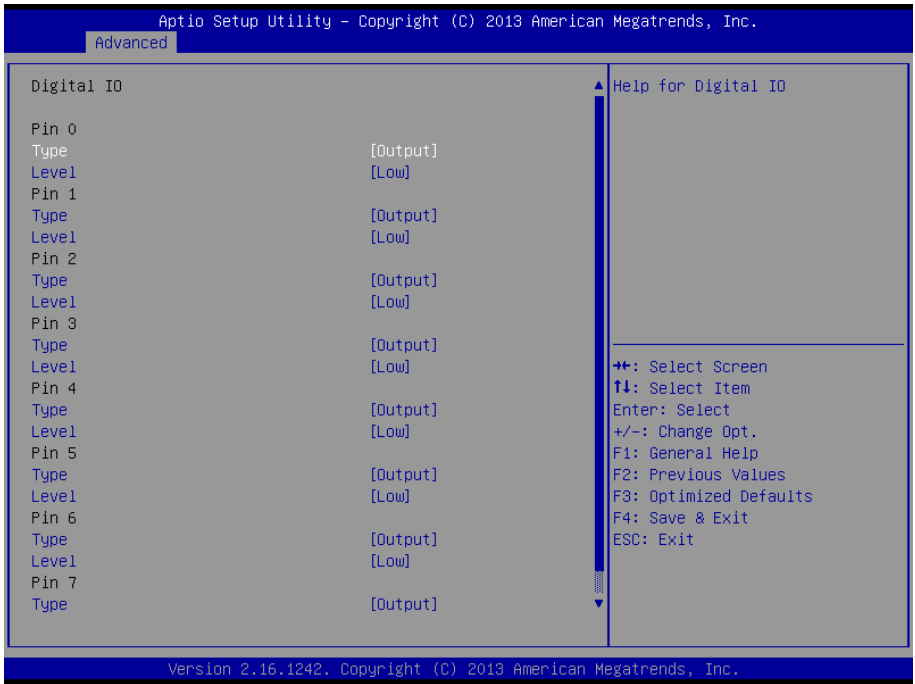 Aptio Setup Utility – Copyright (C) 2013 American Megatrends, Inc.
Advanced
Digital IO
Pin 0
Type [Output]
Level [Low]
Pin 1
Type [Output]
Level [Low]
Pin 2
Type [Output]
Level [Low]
Pin 3
Type [Output]
Level [Low]
Pin 4
Type [Output]
Level [Low]
Pin 5
Type [Output]
Level [Low]
Pin 6
Type [Output]
Level [Low]
Pin 7
Type [Output]
Help for Digital IO
→←: Select Screen
↑↓: Select Item
Enter: Select
+/-: Change Opt.
F1: General Help
F2: Previous Values
F3: Optimized Defaults
F4: Save & Exit
ESC: Exit
Version 2.16.1242. Copyright (C) 2013 American Megatrends, Inc.